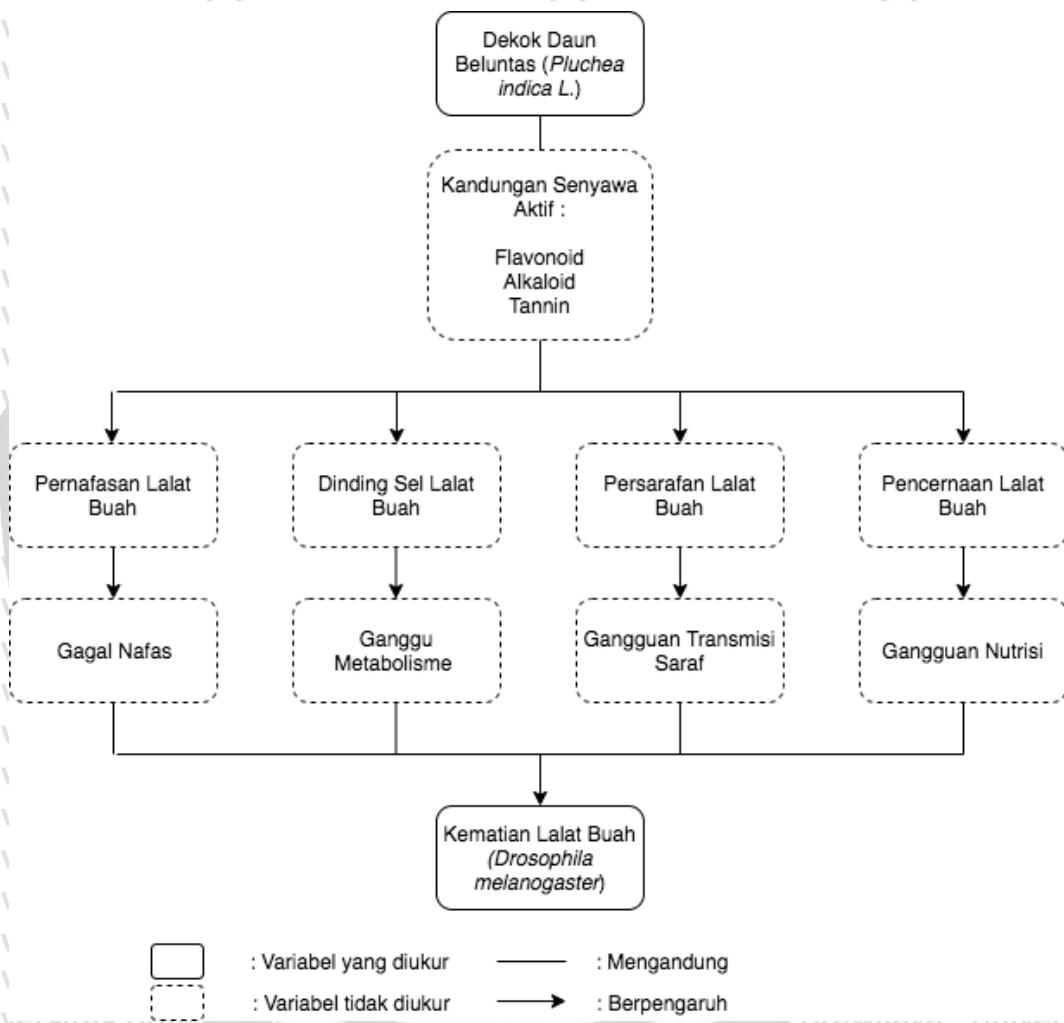 Dekok Daun
Beluntas (Pluchea
indica L.)
Kandungan Senyawa
Aktif :
Flavonoid
Alkaloid
Tannin
Pernafasan Lalat
Buah
Dinding Sel Lalat
Buah
Persarafan Lalat
Buah
Pencernaan Lalat
Buah
Gagal Nafas
Ganggu
Metabolisme
Gangguan Transmisi
Saraf
Gangguan Nutrisi
Kematian Lalat Buah
(Drosophila
melanogaster)
: Variabel yang diukur
: Mengandung
: Variabel tidak diukur
: Berpengaruh